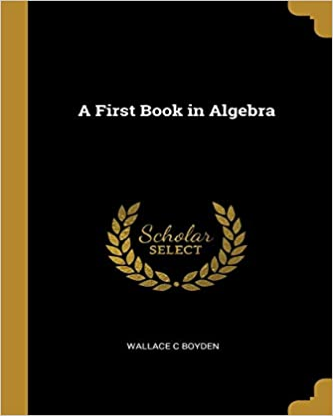 A First Book in Algebra
Scholar
SELECT
WALLACE C BOYDEN